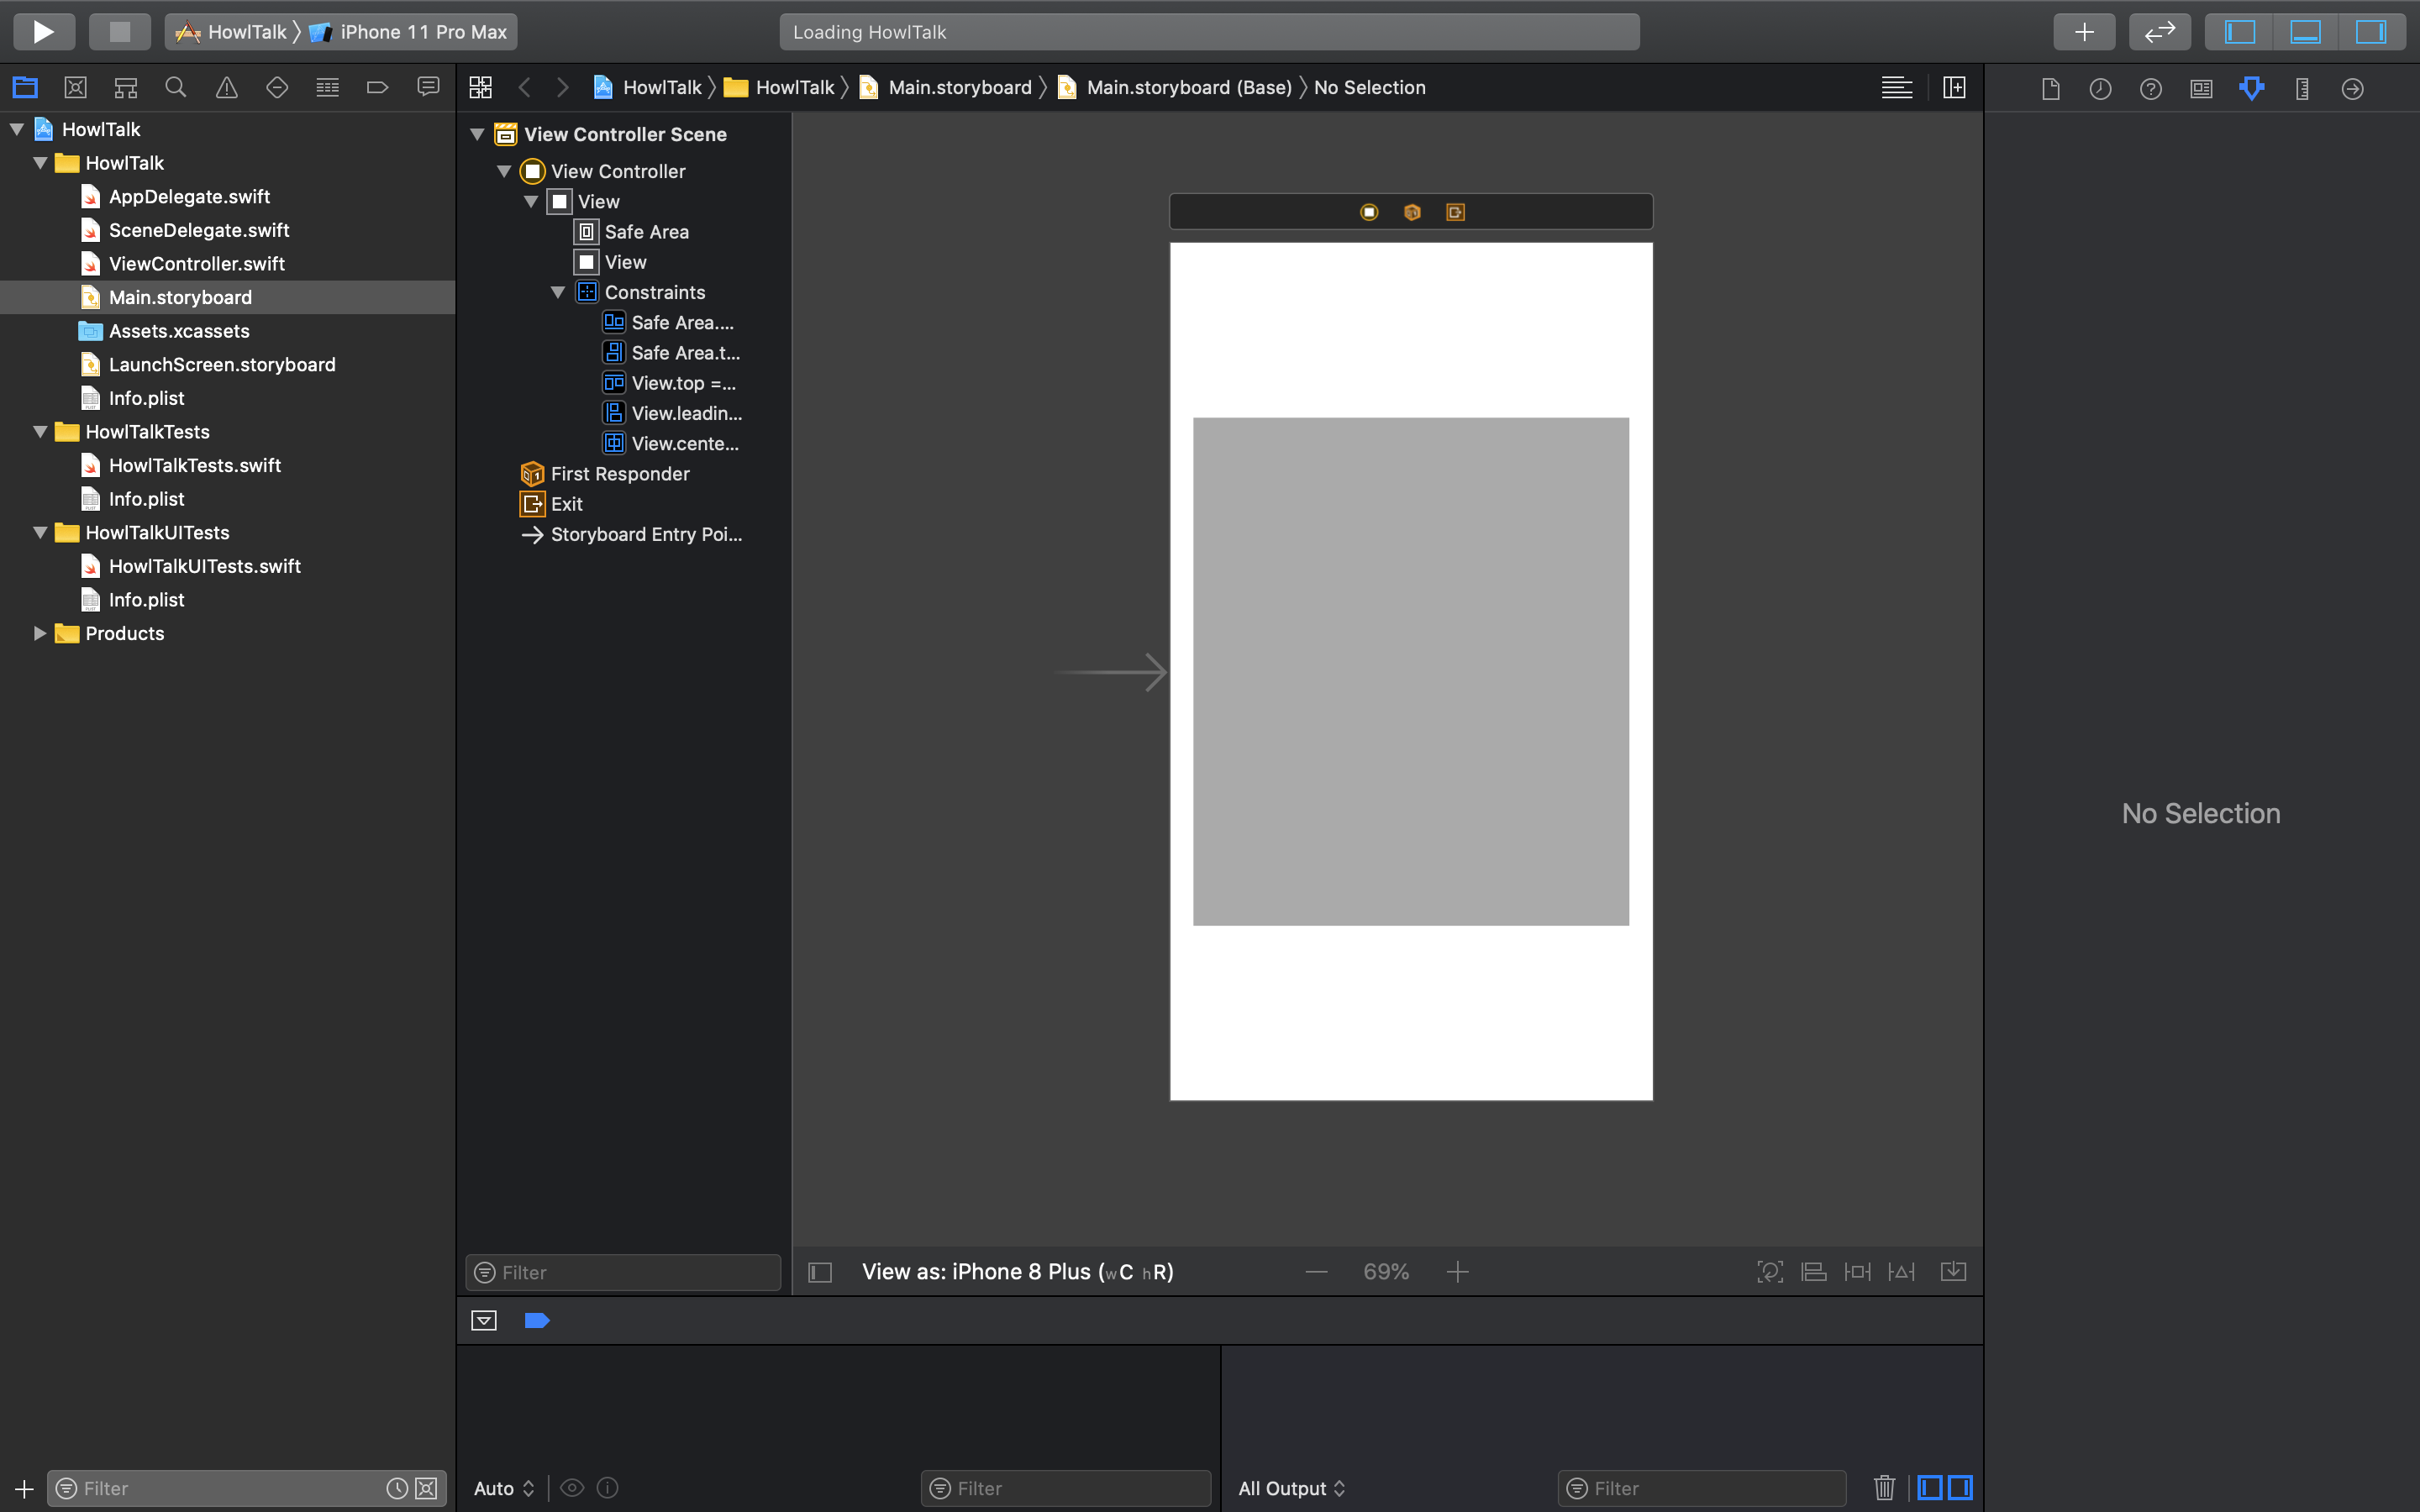 HowlTalk 〉 iPhone 11 Pro Max
Loading HowlTalk
HowlTalk 〉 HowlTalk 〉 Main.storyboard 〉 Main.storyboard (Base) 〉 No Selection
HowlTalk
HowlTalk
AppDelegate.swift
SceneDelegate.swift
ViewController.swift
Main.storyboard
Assets.xcassets
LaunchScreen.storyboard
Info.plist
HowlTalkTests
HowlTalkTests.swift
Info.plist
HowlTalkUITests
HowlTalkUITests.swift
Info.plist
Products
Filter
View Controller Scene
View Controller
View
Safe Area
View
Constraints
Safe Area....
Safe Area.t...
View.top =...
View.leadin...
View.cente...
First Responder
Exit
Storyboard Entry Poi...
Filter
View as: iPhone 8 Plus (wC hR)
69%
No Selection
Auto
Filter
All Output
Filter